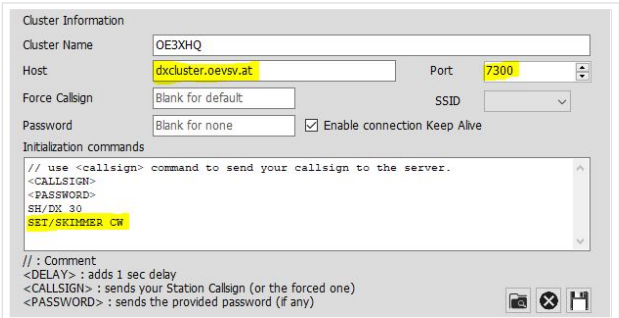 Cluster Information
Cluster Name OE3XHQ
Host dxcluster.oevsv.at Port 7300
Force Callsign Blank for default SSID
Password Blank for none Enable connection Keep Alive
Initialization commands
// use <callsign> command to send your callsign to the server.
<CALLSIGN>
<PASSWORD>
SH/DX 30
SET/SKIMMER CW
// : Comment
<DELAY> : adds 1 sec delay
<CALLSIGN> : sends your Station Callsign (or the forced one)
<PASSWORD> : sends the provided password (if any)